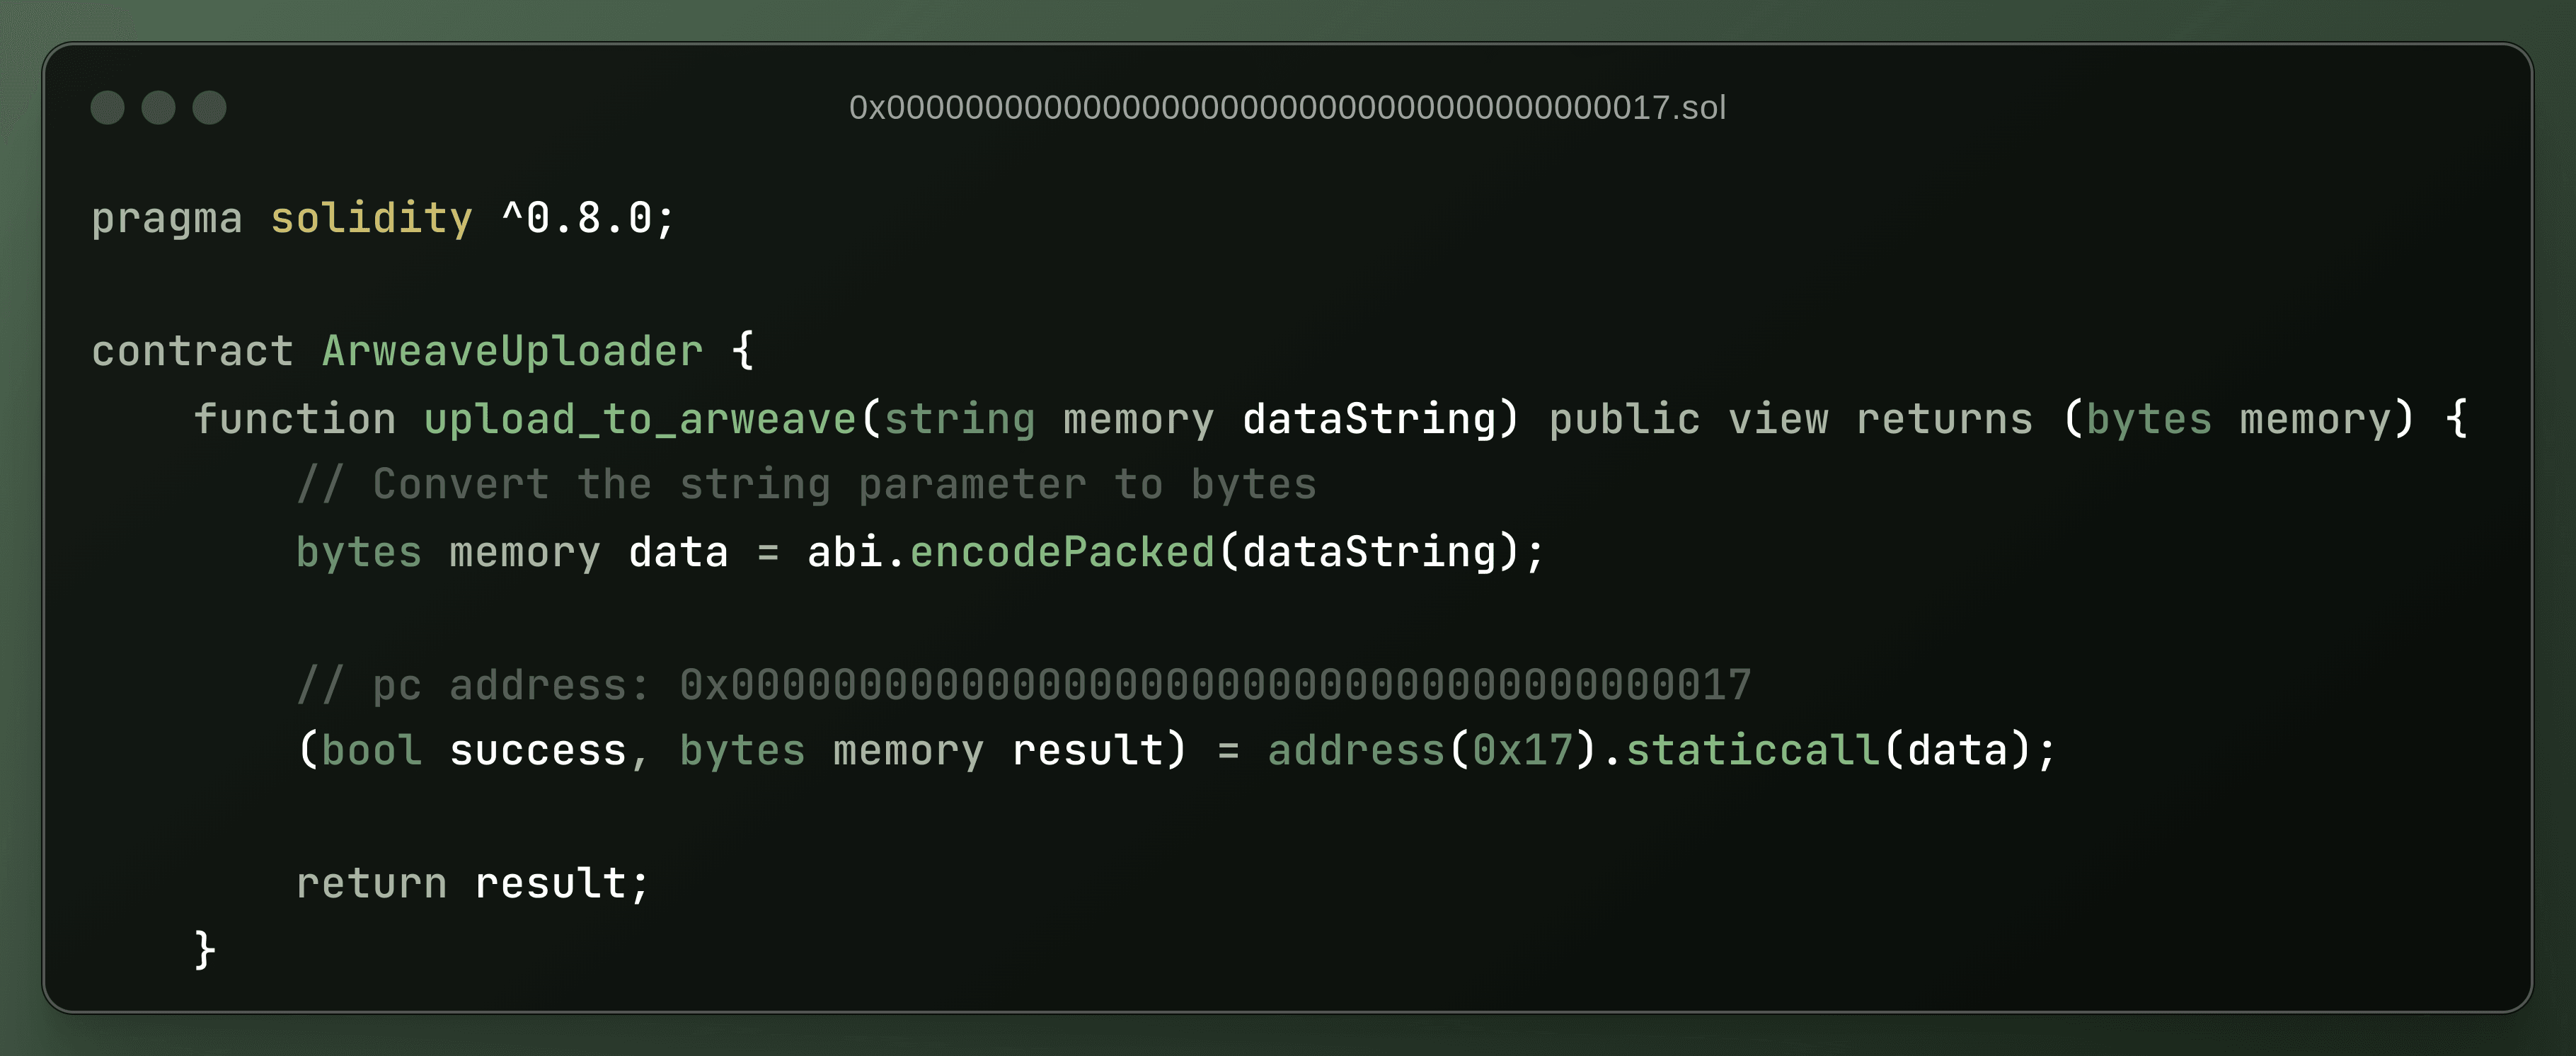 0x0000000000000000000000000000000000000017.sol
pragma solidity ^0.8.0;
contract ArweaveUploader {
function upload_to_arweave(string memory dataString) public view returns (bytes memory) {
// Convert the string parameter to bytes
bytes memory data = abi.encodePacked(dataString);
// pc address: 0x0000000000000000000000000000000000000017
(bool success, bytes memory result) = address(0x17).staticcall(data);
return result;
}